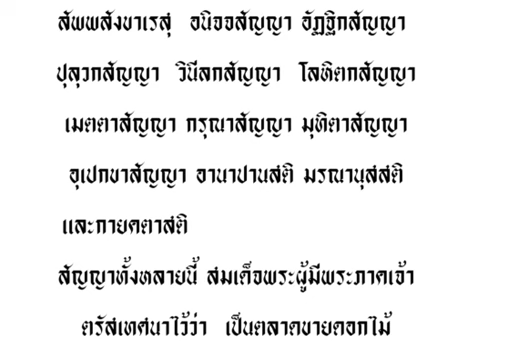 สัพพสังขาเรสุ อนิจจสัญญา อัฏฐิกสัญญา
ปุลุวกสัญญา วินีลกสัญญา โลหิตกสัญญา
เมตตาสัญญา กรุณาสัญญา มุทิตาสัญญา
อุเปกขาสัญญา อานาปานสติ มรณานุสสติ
และกายคตาสติ
สัญญาทั้งหลายนี้ สมเด็จพระผู้มีพระภาคเจ้า
ตรัสเทศนาไว้ว่า เป็นตลาดขายดอกไม้